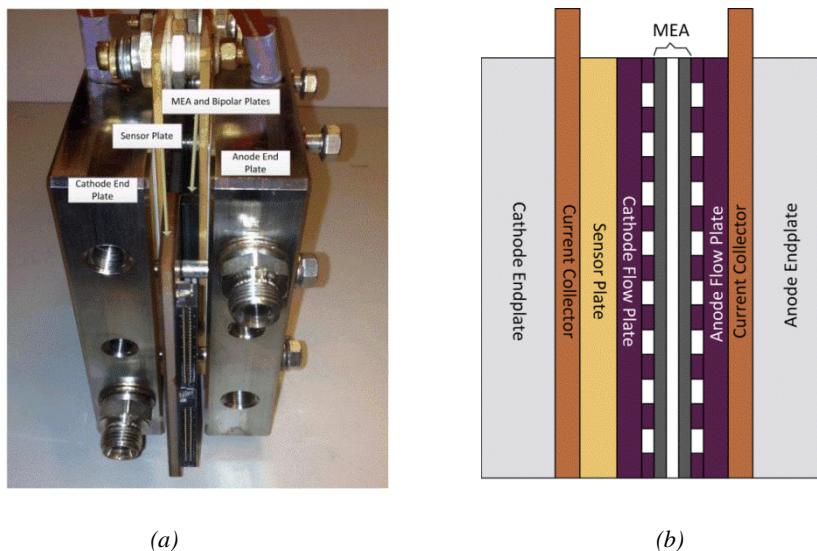 MEA and Bipolar Plates
Sensor Plate
Anode End
Plate
Cathode End
Plate
(a)
MEA
Cathode Endplate
Current Collector
Sensor Plate
Cathode Flow Plate
Anode Flow Plate
Current Collector
Anode Endplate
(b)